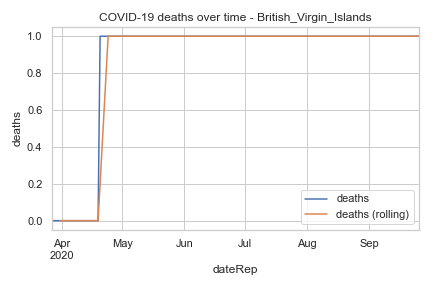 COVID-19 deaths over time - British_Virgin_Islands
1.0
0.8
0.6
0.4
0.2
0.0
deaths
deaths
deaths (rolling)
Apr May Jun Jul Aug Sep
2020
dateRep